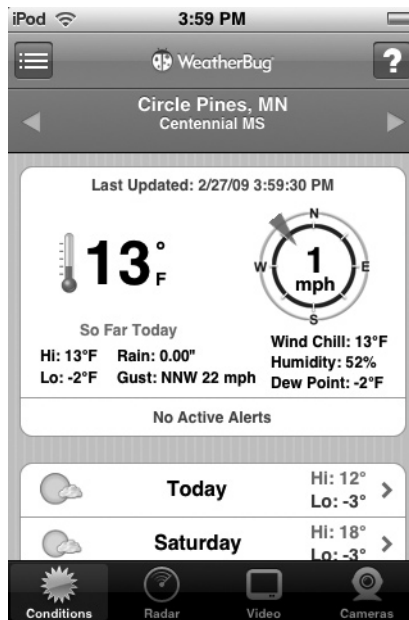 iPod 3:59 PM
? WeatherBug
Circle Pines, MN
Centennial MS
Last Updated: 2/27/09 3:59:30 PM
13°F
N
W E
S
1
mph
So Far Today
Hi: 13°F Rain: 0.00"
Lo: -2°F Gust: NNW 22 mph
Wind Chill: 13°F
Humidity: 52%
Dew Point: -2°F
No Active Alerts
Today Hi: 12°
Lo: -3°
Saturday Hi: 18°
Lo: -3°
Conditions Radar Video Cameras